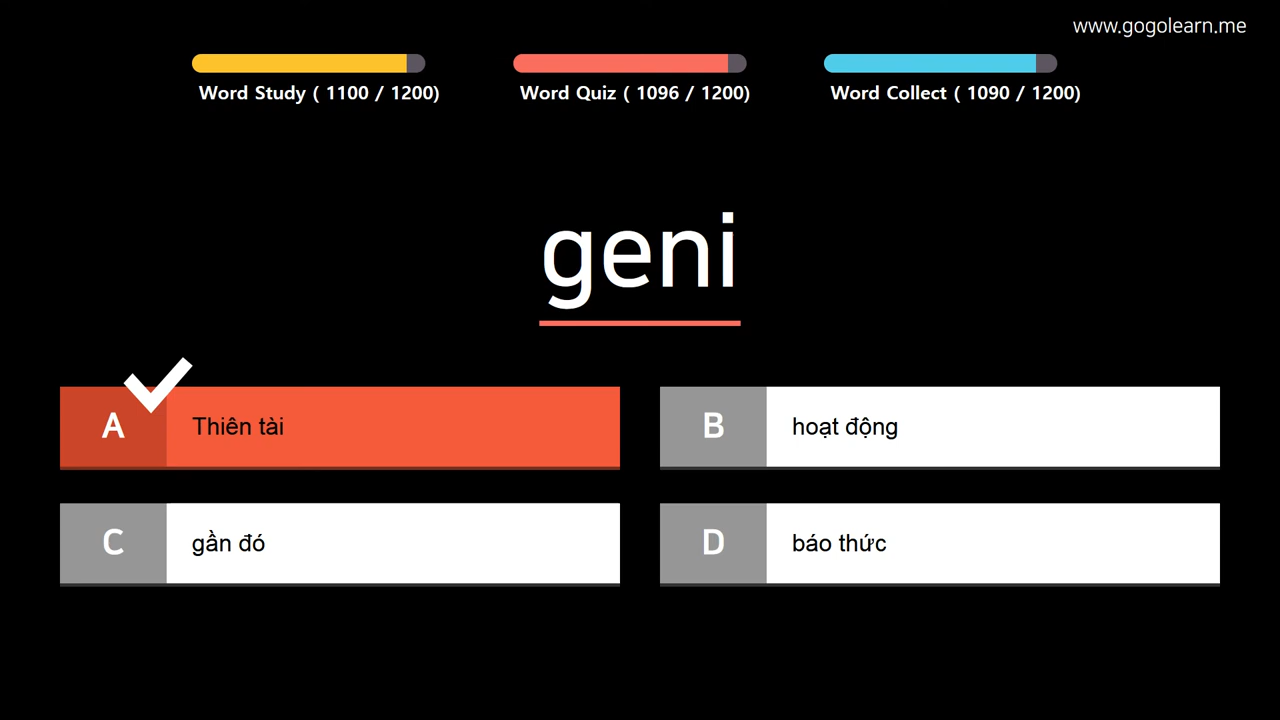 www.gogolearn.me
Word Study ( 1100 / 1200)
Word Quiz ( 1096 / 1200)
Word Collect ( 1090 / 1200)
geni
A Thiên tài
B hoạt động
C gần đó
D báo thức